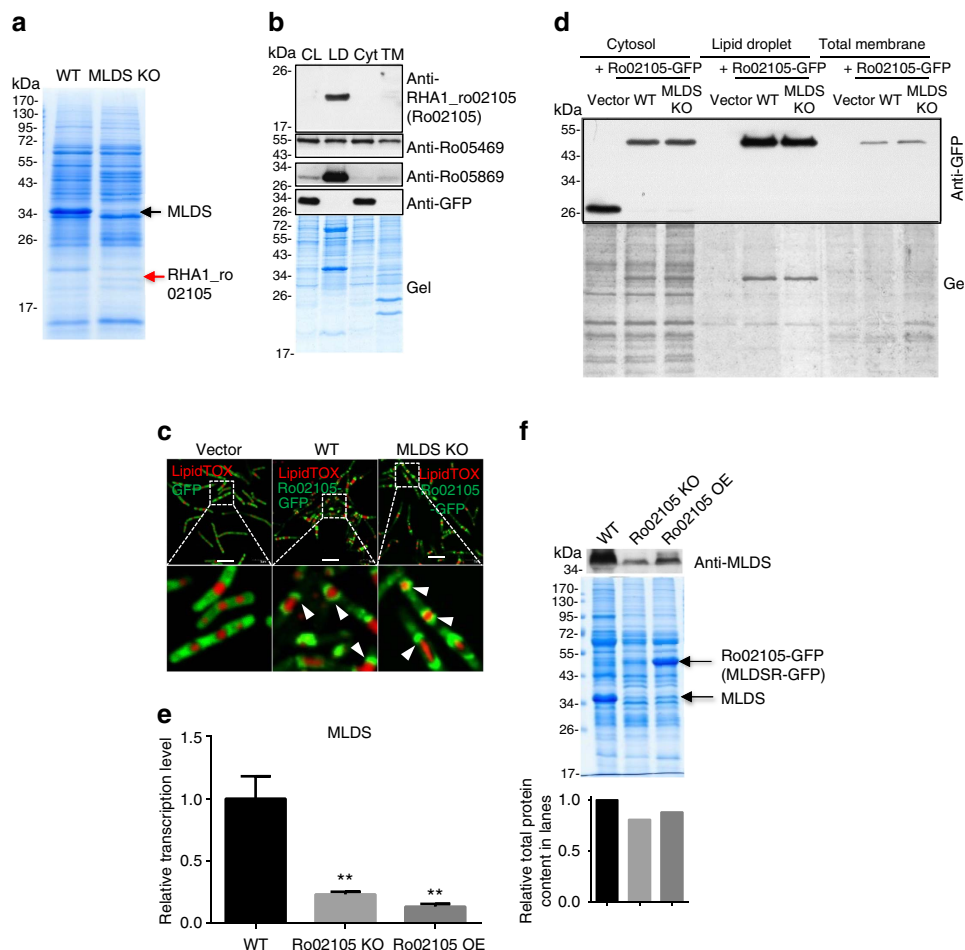 a
kDa
WT MLDS KO
170-
130-
95-
72-
55-
43-
34-
26-
17-
MLDS
RHA1_ro
02105
b
kDa CL LD Cyt TM
26-
17-
Anti-
RHA1_ro02105
(Ro02105)
55-
43-
Anti-Ro05469
34-
26-
Anti-Ro05869
34-
26-
Anti-GFP
72-
55-
43-
34-
26-
17-
Gel
d
Cytosol
Lipid droplet
Total membrane
+ Ro02105-GFP
+ Ro02105-GFP
+ Ro02105-GFP
Vector WT MLDS KO
Vector WT MLDS KO
Vector WT MLDS KO
kDa
55-
43-
34-
26-
Anti-GFP
Gel
c
Vector
WT
MLDS KO
LipidTOX
GFP
LipidTOX
Ro02105-
GFP
LipidTOX
Ro02105-
GFP
e
MLDS
Relative transcription level
1.5
1.0
0.5
0.0
**
**
WT
Ro02105 KO
Ro02105 OE
f
WT
Ro02105 KO
Ro02105 OE
kDa
34-
Anti-MLDS
170-
130-
95-
72-
55-
43-
34-
26-
17-
Ro02105-GFP
(MLDSR-GFP)
MLDS
Relative total protein
content in lanes
1.0
0.5
0.0